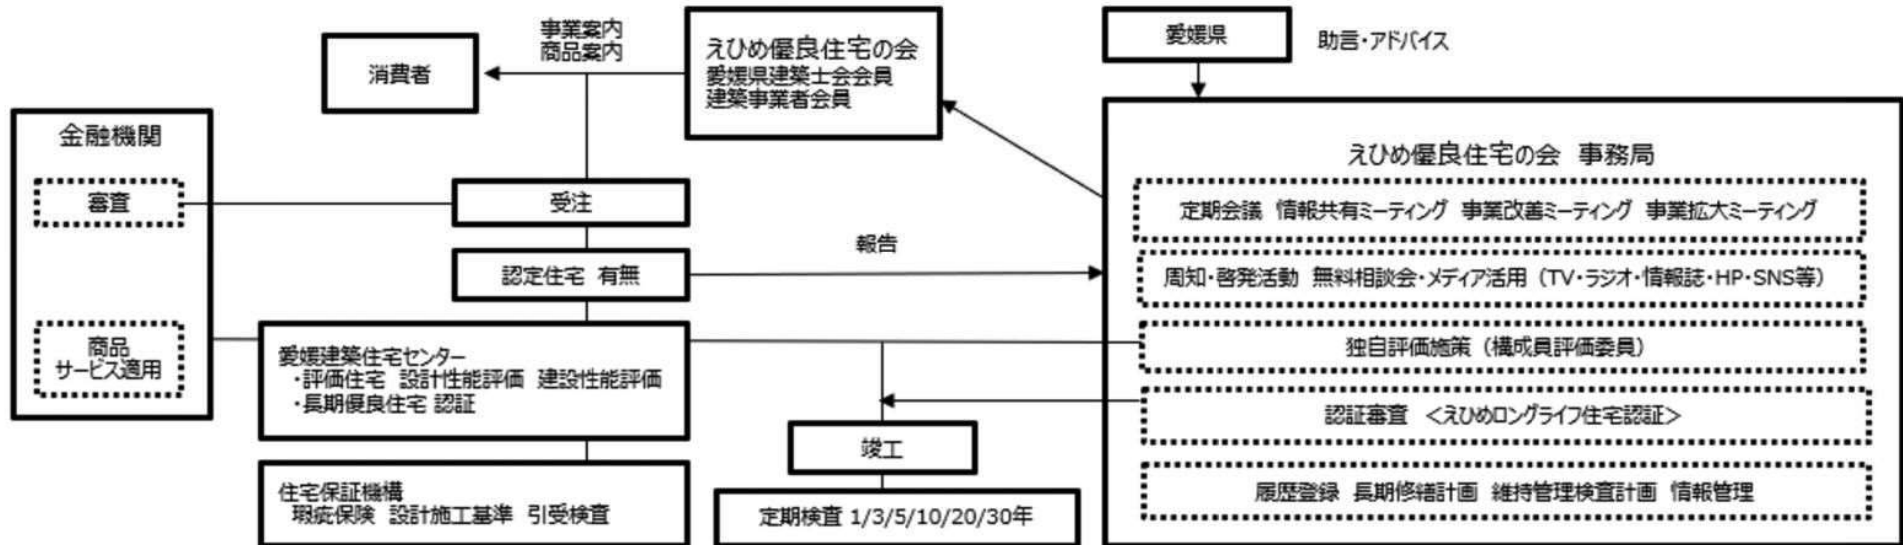 事業案内
商品案内
消費者
えひめ優良住宅の会
愛媛県建築士会会員
建築事業者会員
愛媛県
助言・アドバイス
金融機関
審査
商品
サービス適用
受注
認定住宅 有無
報告
愛媛建築住宅センター
・評価住宅 設計性能評価 建設性能評価
・長期優良住宅 認証
住宅保証機構
瑕疵保険 設計施工基準 引受検査
竣工
定期検査 1/3/5/10/20/30年
えひめ優良住宅の会 事務局
定期会議 情報共有ミーティング 事業改善ミーティング 事業拡大ミーティング
周知・啓発活動 無料相談会・メディア活用（TV・ラジオ・情報誌・HP・SNS等）
独自評価施策（構成員評価委員）
認証審査 ＜えひめロングライフ住宅認証＞
履歴登録 長期修繕計画 維持管理検査計画 情報管理